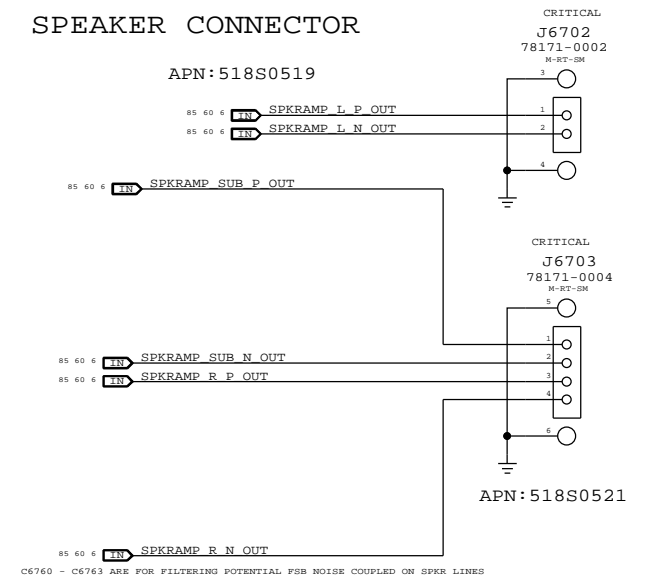 SPEAKER CONNECTOR
CRITICAL
J6702
78171-0002
M-RT-SM
APN:518S0519
3
85 60 6 IN SPKRAMP_L_P_OUT 1
85 60 6 IN SPKRAMP_L_N_OUT 2
4
85 60 6 IN SPKRAMP_SUB_P_OUT
CRITICAL
J6703
78171-0004
M-RT-SM
5
1
85 60 6 IN SPKRAMP_SUB_N_OUT 2
85 60 6 IN SPKRAMP_R_P_OUT 3
4
6
APN:518S0521
85 60 6 IN SPKRAMP_R_N_OUT
C6760 - C6763 ARE FOR FILTERING POTENTIAL FSB NOISE COUPLED ON SPKR LINES